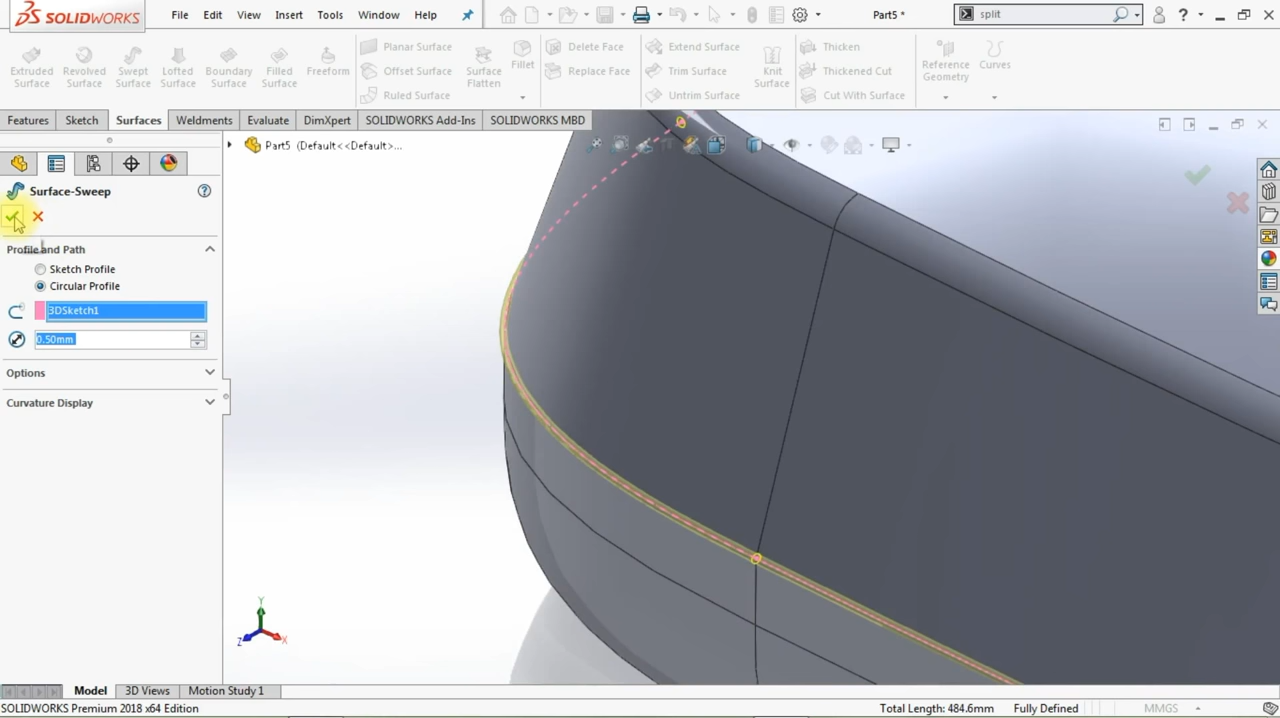 SOLIDWORKS
File Edit View Insert Tools Window Help
Part5 *
split
Extruded Surface
Revolved Surface
Swept Surface
Lofted Surface
Boundary Surface
Filled Surface
Freeform
Planar Surface
Offset Surface
Ruled Surface
Surface Flatten
Fillet
Delete Face
Replace Face
Extend Surface
Trim Surface
Untrim Surface
Knit Surface
Thicken
Thickened Cut
Cut With Surface
Reference Geometry
Curves
Features Sketch Surfaces Weldments Evaluate DimXpert SOLIDWORKS Add-Ins SOLIDWORKS MBD
Part5 (Default<<Default>...
Surface-Sweep
Profile and Path
Sketch Profile
Circular Profile
3DSketch1
0.50mm
Options
Curvature Display
Y
Z
X
Model 3D Views Motion Study 1
SOLIDWORKS Premium 2018 x64 Edition
Total Length: 484.6mm Fully Defined MMGS